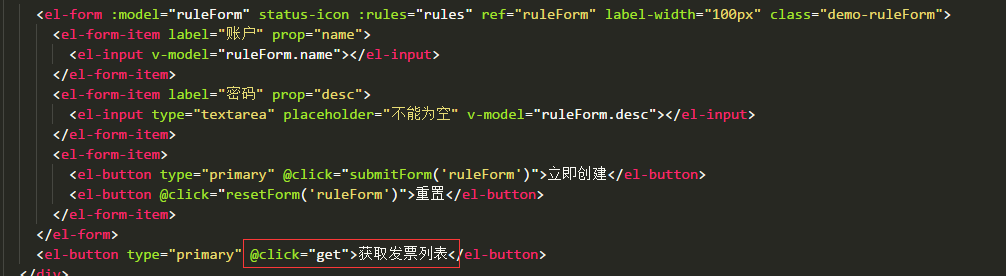 <el-form :model="ruleForm" status-icon :rules="rules" ref="ruleForm" label-width="100px" class="demo-ruleForm">
<el-form-item label="账户" prop="name">
<el-input v-model="ruleForm.name"></el-input>
</el-form-item>
<el-form-item label="密码" prop="desc">
<el-input type="textarea" placeholder="不能为空" v-model="ruleForm.desc"></el-input>
</el-form-item>
<el-form-item>
<el-button type="primary" @click="submitForm('ruleForm')">立即创建</el-button>
<el-button @click="resetForm('ruleForm')">重置</el-button>
</el-form-item>
</el-form>
<el-button type="primary" @click="get">获取发票列表</el-button>
</div>